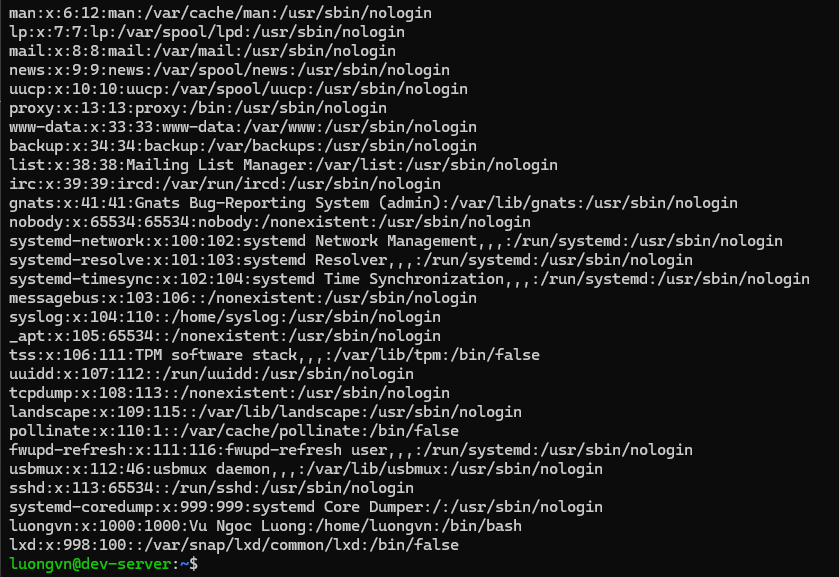 man:x:6:12:man:/var/cache/man:/usr/sbin/nologin
lp:x:7:7:lp:/var/spool/lpd:/usr/sbin/nologin
mail:x:8:8:mail:/var/mail:/usr/sbin/nologin
news:x:9:9:news:/var/spool/news:/usr/sbin/nologin
uucp:x:10:10:uucp:/var/spool/uucp:/usr/sbin/nologin
proxy:x:13:13:proxy:/bin:/usr/sbin/nologin
www-data:x:33:33:www-data:/var/www:/usr/sbin/nologin
backup:x:34:34:backup:/var/backups:/usr/sbin/nologin
list:x:38:38:Mailing List Manager:/var/list:/usr/sbin/nologin
irc:x:39:39:ircd:/var/run/ircd:/usr/sbin/nologin
gnats:x:41:41:Gnats Bug-Reporting System (admin):/var/lib/gnats:/usr/sbin/nologin
nobody:x:65534:65534:nobody:/nonexistent:/usr/sbin/nologin
systemd-network:x:100:102:systemd Network Management,,,:/run/systemd:/usr/sbin/nologin
systemd-resolve:x:101:103:systemd Resolver,,,:/run/systemd:/usr/sbin/nologin
systemd-timesync:x:102:104:systemd Time Synchronization,,,:/run/systemd:/usr/sbin/nologin
messagebus:x:103:106::/nonexistent:/usr/sbin/nologin
syslog:x:104:110::/home/syslog:/usr/sbin/nologin
_apt:x:105:65534::/nonexistent:/usr/sbin/nologin
tss:x:106:111:TPM software stack,,,:/var/lib/tpm:/bin/false
uuidd:x:107:112::/run/uuidd:/usr/sbin/nologin
tcpdump:x:108:113::/nonexistent:/usr/sbin/nologin
landscape:x:109:115::/var/lib/landscape:/usr/sbin/nologin
pollinate:x:110:1::/var/cache/pollinate:/bin/false
fwupd-refresh:x:111:116:fwupd-refresh user,,,:/run/systemd:/usr/sbin/nologin
usbmux:x:112:46:usbmux daemon,,,:/var/lib/usbmux:/usr/sbin/nologin
sshd:x:113:65534::/run/sshd:/usr/sbin/nologin
systemd-coredump:x:999:999:systemd Core Dumper:/:/usr/sbin/nologin
luongvn:x:1000:1000:Vu Ngoc Luong:/home/luongvn:/bin/bash
lxd:x:998:100::/var/snap/lxd/common/lxd:/bin/false
luongvn@dev-server:~$